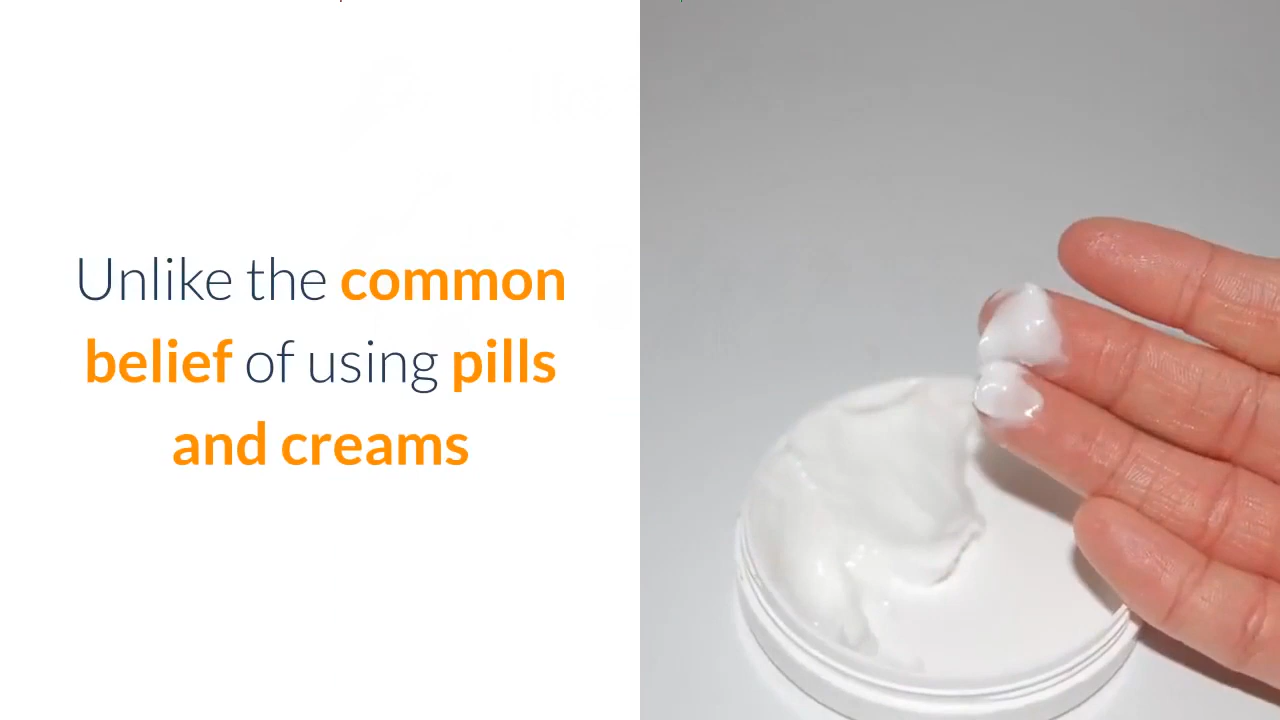 Unlike the common
belief of using pills
and creams